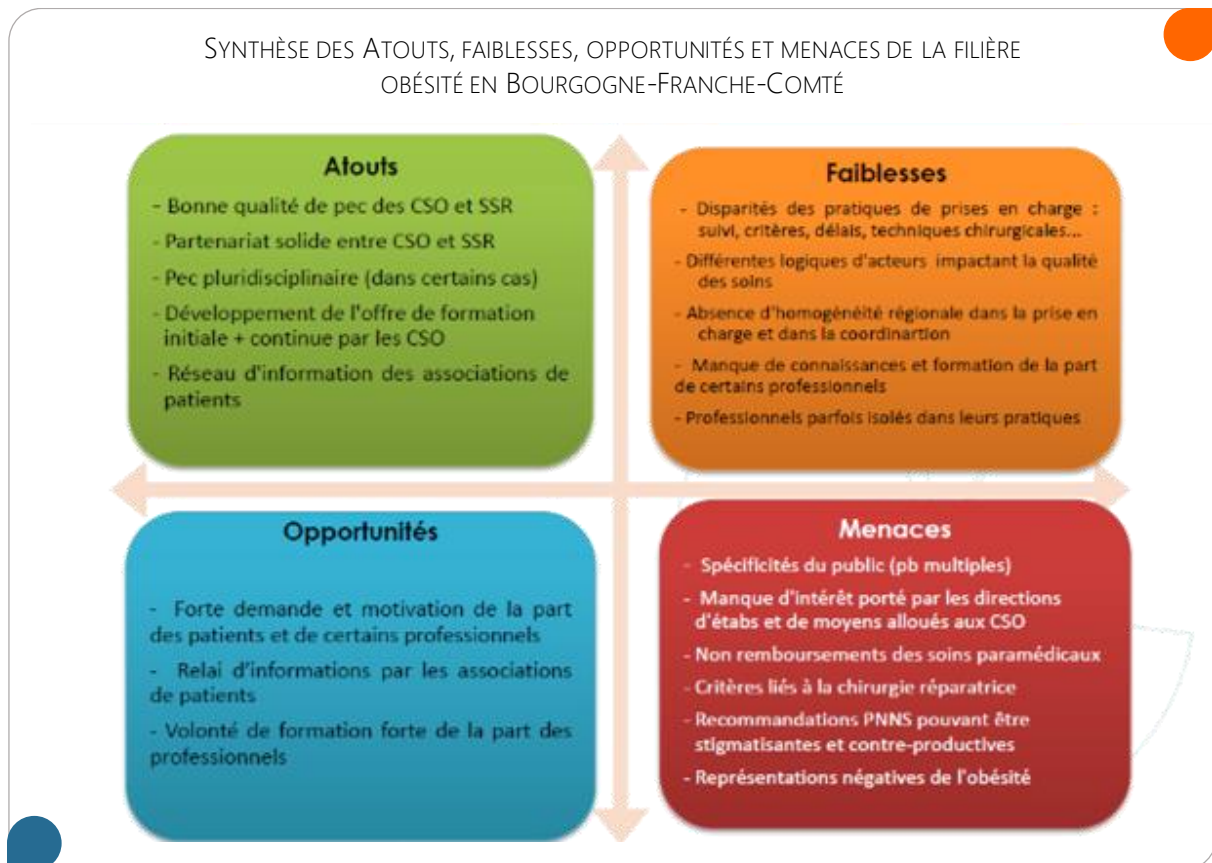 SYNTHÈSE DES ATOUTS, FAIBLESSES, OPPORTUNITÉS ET MENACES DE LA FILIÈRE
OBÉSITÉ EN BOURGOGNE-FRANCHE-COMTÉ
Atouts
- Bonne qualité de pec des CSO et SSR
- Partenariat solide entre CSO et SSR
- Pec pluridisciplinaire (dans certains cas)
- Développement de l'offre de formation
initiale + continue par les CSO
- Réseau d'information des associations de
patients
Faiblesses
- Disparités des pratiques de prises en charge :
suivi, critères, délais, techniques chirurgicales...
- Différentes logiques d'acteurs impactant la qualité
des soins
- Absence d'homogénéité régionale dans la prise en
charge et dans la coordinartion
- Manque de connaissances et formation de la part
de certains professionnels
- Professionnels parfois isolés dans leurs pratiques
Opportunités
- Forte demande et motivation de la part
des patients et de certains professionnels
- Relai d'informations par les associations
de patients
- Volonté de formation forte de la part des
professionnels
Menaces
- Spécificités du public (pb multiples)
- Manque d'intérêt porté par les directions
d'étabs et de moyens alloués aux CSO
- Non remboursements des soins paramédicaux
- Critères liés à la chirurgie réparatrice
- Recommandations PNNS pouvant être
stigmatisantes et contre-productives
- Représentations négatives de l'obésité